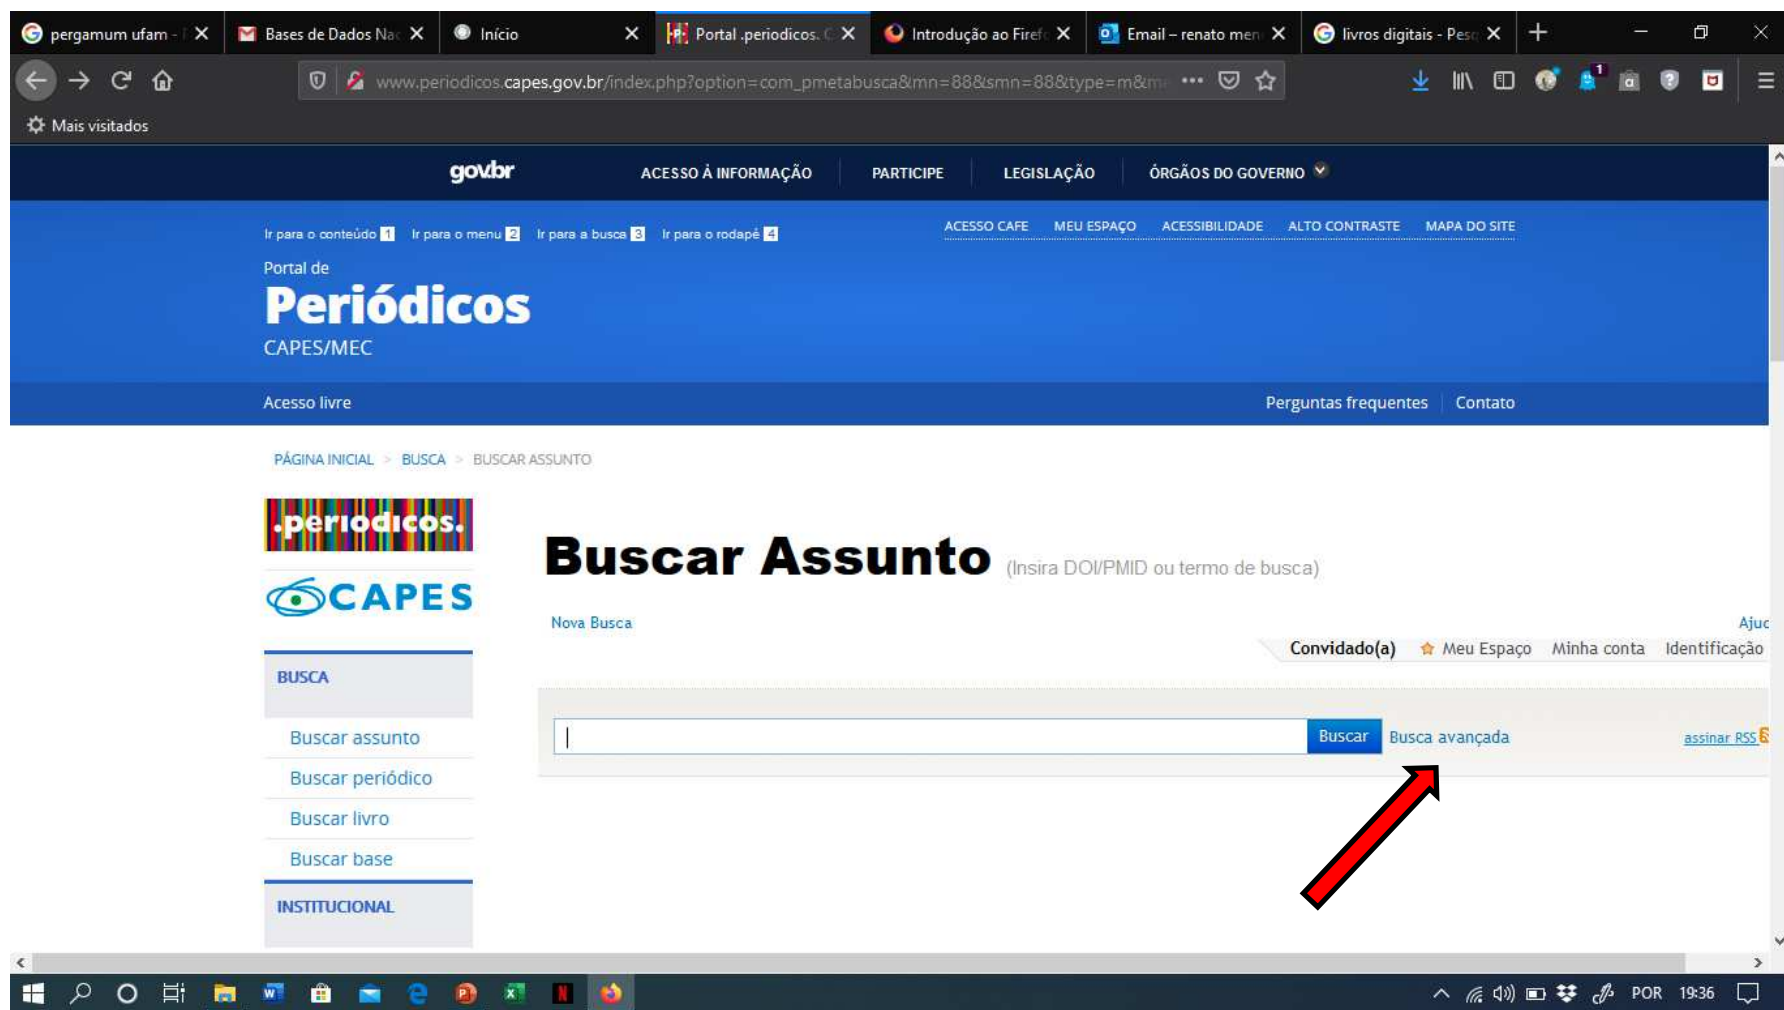 pergamum ufam -
Bases de Dados Nac
Início
Portal .periodicos. C
Introdução ao Firef
Email – renato men
livros digitais - Pesq
www.periodicos.capes.gov.br/index.php?option=com_pmetabusca&mn=88&smn=88&type=m&m
1
Mais visitados
govbr
ACESSO À INFORMAÇÃO
PARTICIPE
LEGISLAÇÃO
ÓRGÃOS DO GOVERNO
Ir para o conteúdo 1 Ir para o menu 2 Ir para a busca 3 Ir para o rodapé 4
ACESSO CAFE MEU ESPAÇO ACESSIBILIDADE ALTO CONTRASTE MAPA DO SITE
Portal de
Periódicos
CAPES/MEC
Acesso livre
Perguntas frequentes
Contato
PÁGINA INICIAL > BUSCA > BUSCAR ASSUNTO
.periodicos.
CAPES
Buscar Assunto (Insira DOI/PMID ou termo de busca)
Nova Busca
Ajud
Convidado(a) Meu Espaço Minha conta Identificação
BUSCA
Buscar assunto
Buscar periódico
Buscar livro
Buscar base
INSTITUCIONAL
Buscar
Busca avançada
assinar RSS
POR 19:36